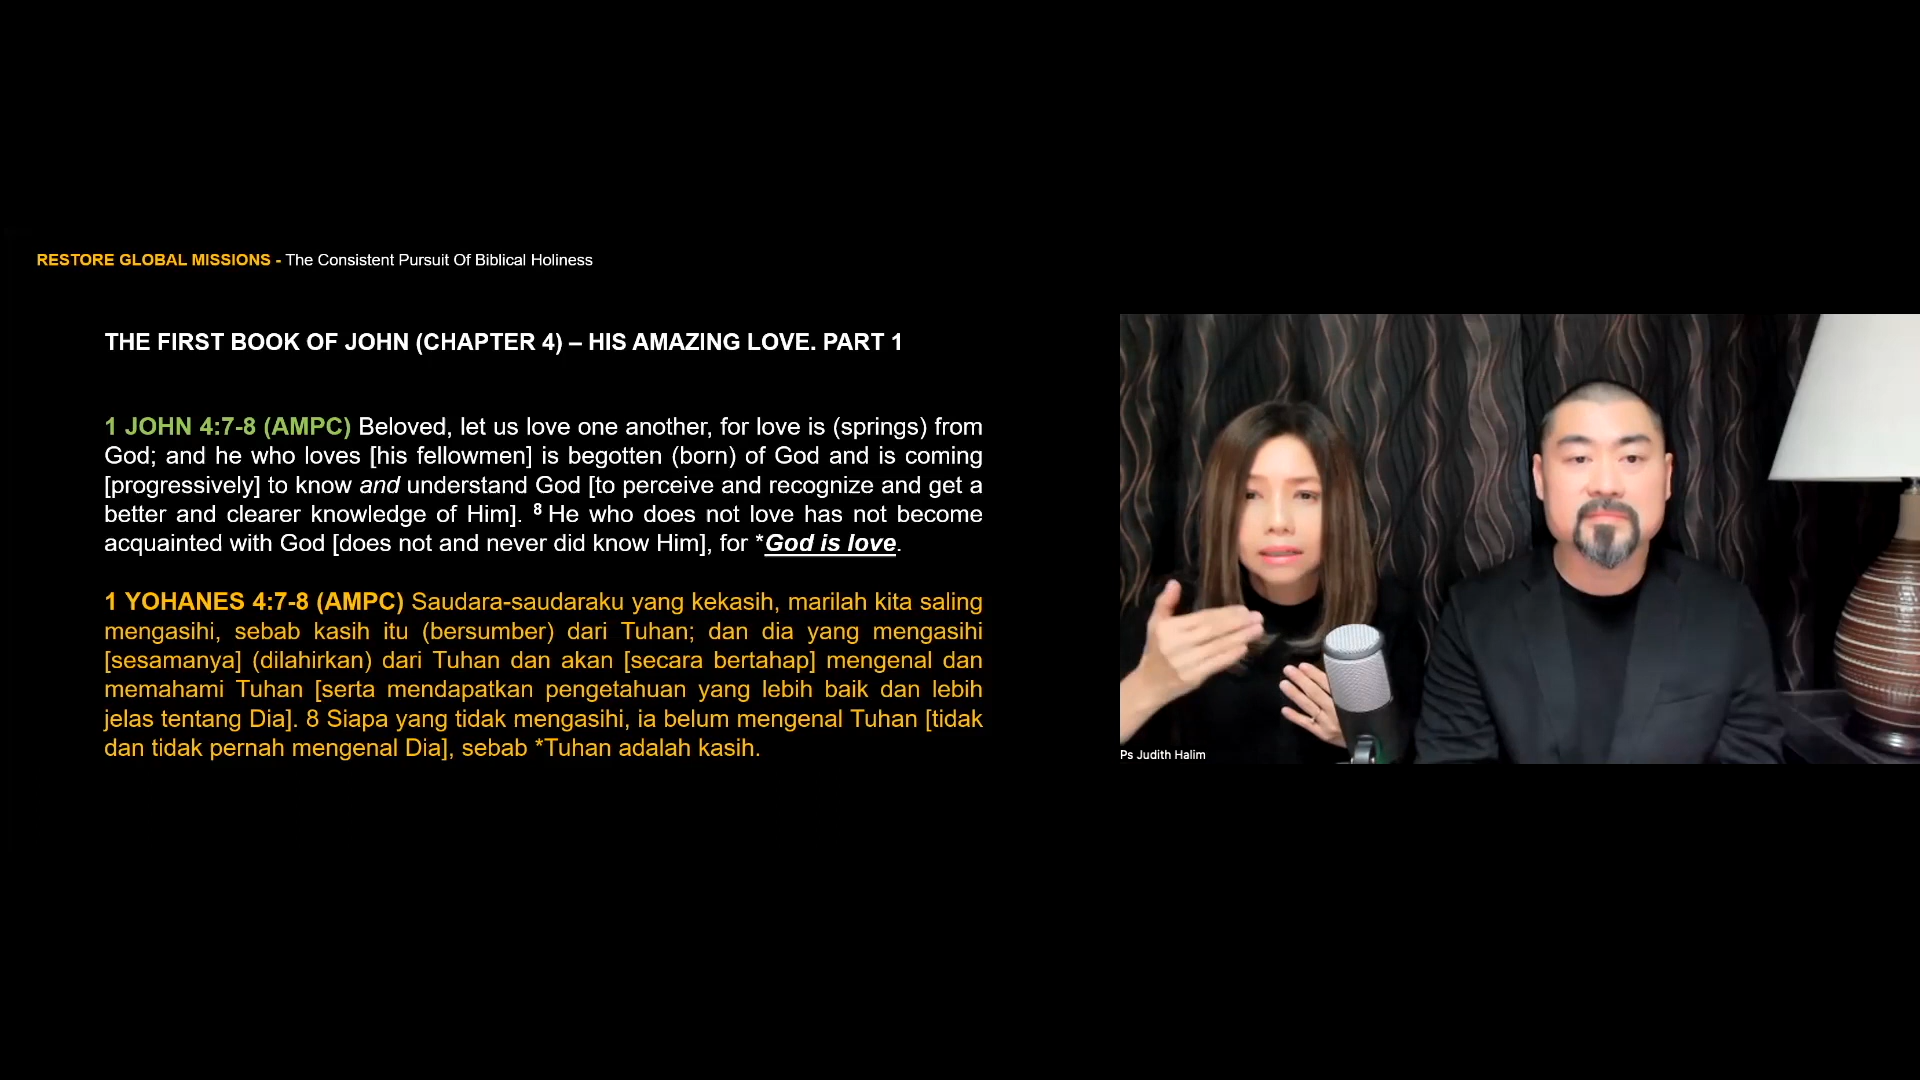 RESTORE GLOBAL MISSIONS - The Consistent Pursuit Of Biblical Holiness
THE FIRST BOOK OF JOHN (CHAPTER 4) – HIS AMAZING LOVE. PART 1
1 JOHN 4:7-8 (AMPC) Beloved, let us love one another, for love is (springs) from
God; and he who loves [his fellowmen] is begotten (born) of God and is coming
[progressively] to know and understand God [to perceive and recognize and get a
better and clearer knowledge of Him]. 8 He who does not love has not become
acquainted with God [does not and never did know Him], for *God is love.
1 YOHANES 4:7-8 (AMPC) Saudara-saudaraku yang kekasih, marilah kita saling
mengasihi, sebab kasih itu (bersumber) dari Tuhan; dan dia yang mengasihi
[sesamanya] (dilahirkan) dari Tuhan dan akan [secara bertahap] mengenal dan
memahami Tuhan [serta mendapatkan pengetahuan yang lebih baik dan lebih
jelas tentang Dia]. 8 Siapa yang tidak mengasihi, ia belum mengenal Tuhan [tidak
dan tidak pernah mengenal Dia], sebab *Tuhan adalah kasih.
Ps Judith Halim